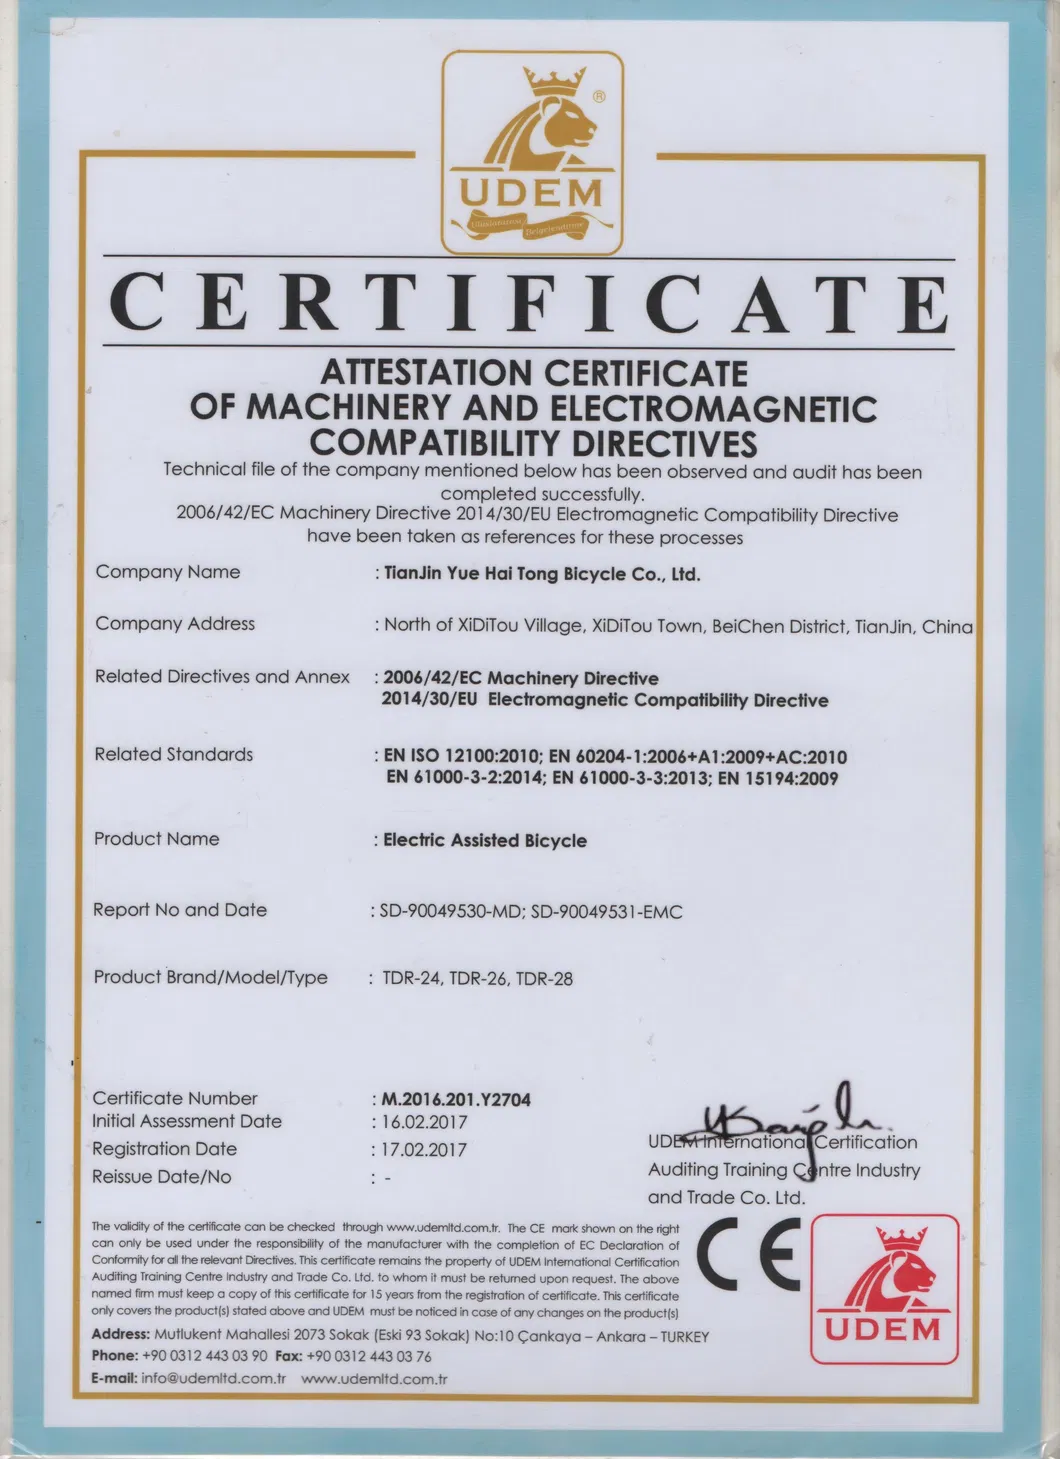 ®
UDEM
Uluslararası Belgelendirme
CERTIFICATE
ATTESTATION CERTIFICATE
OF MACHINERY AND ELECTROMAGNETIC
COMPATIBILITY DIRECTIVES
Technical file of the company mentioned below has been observed and audit has been
completed successfully.
2006/42/EC Machinery Directive 2014/30/EU Electromagnetic Compatibility Directive
have been taken as references for these processes
Company Name : TianJin Yue Hai Tong Bicycle Co., Ltd.
Company Address : North of XiDiTou Village, XiDiTou Town, BeiChen District, TianJin, China
Related Directives and Annex : 2006/42/EC Machinery Directive
2014/30/EU Electromagnetic Compatibility Directive
Related Standards : EN ISO 12100:2010; EN 60204-1:2006+A1:2009+AC:2010
EN 61000-3-2:2014; EN 61000-3-3:2013; EN 15194:2009
Product Name : Electric Assisted Bicycle
Report No and Date : SD-90049530-MD; SD-90049531-EMC
Product Brand/Model/Type : TDR-24, TDR-26, TDR-28
Certificate Number : M.2016.201.Y2704
Initial Assessment Date : 16.02.2017
Registration Date : 17.02.2017
Reissue Date/No : -
UDEM International Certification
Auditing Training Centre Industry
and Trade Co. Ltd.
The validity of the certificate can be checked through www.udemltd.com.tr. The CE mark shown on the right
can only be used under the responsibility of the manufacturer with the completion of EC Declaration of
Conformity for all the relevant Directives. This certificate remains the property of UDEM International Certification
Auditing Training Centre Industry and Trade Co. Ltd. to whom it must be returned upon request. The above
named firm must keep a copy of this certificate for 15 years from the registration of certificate. This certificate
only covers the product(s) stated above and UDEM must be noticed in case of any changes on the product(s)
Address: Mutlukent Mahallesi 2073 Sokak (Eski 93 Sokak) No:10 Çankaya – Ankara – TURKEY
Phone: +90 0312 443 03 90 Fax: +90 0312 443 03 76
E-mail: info@udemltd.com.tr www.udemltd.com.tr
CE
UDEM